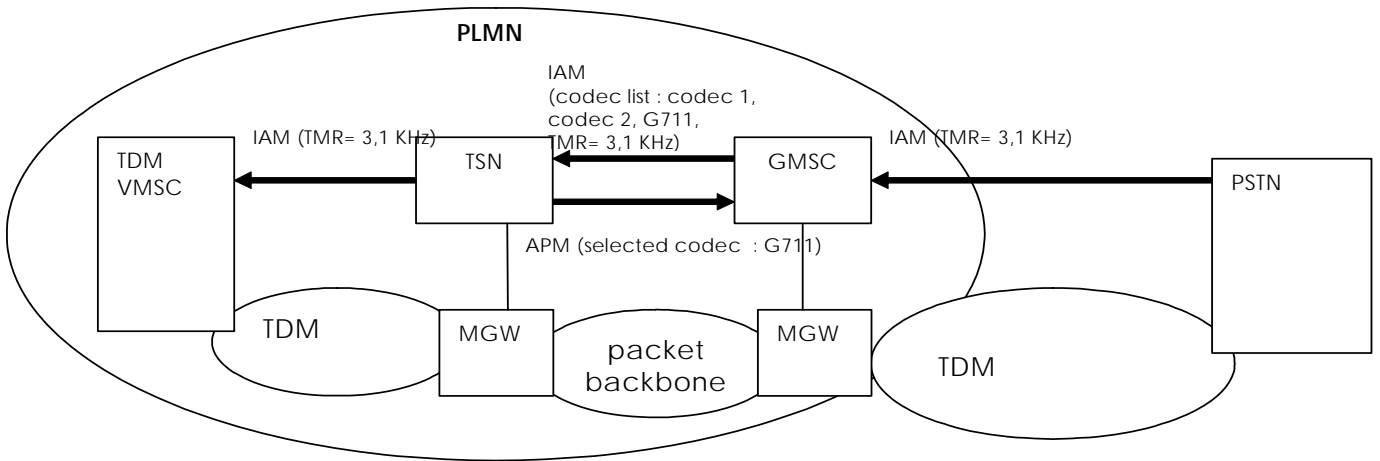 PLMN
IAM
(codec list : codec 1,
codec 2, G711,
TMR= 3,1 KHz)
IAM (TMR= 3,1 KHz)
IAM (TMR= 3,1 KHz)
TDM
VMSC
TSN
GMSC
PSTN
APM (selected codec : G711)
TDM
MGW
packet
backbone
MGW
TDM